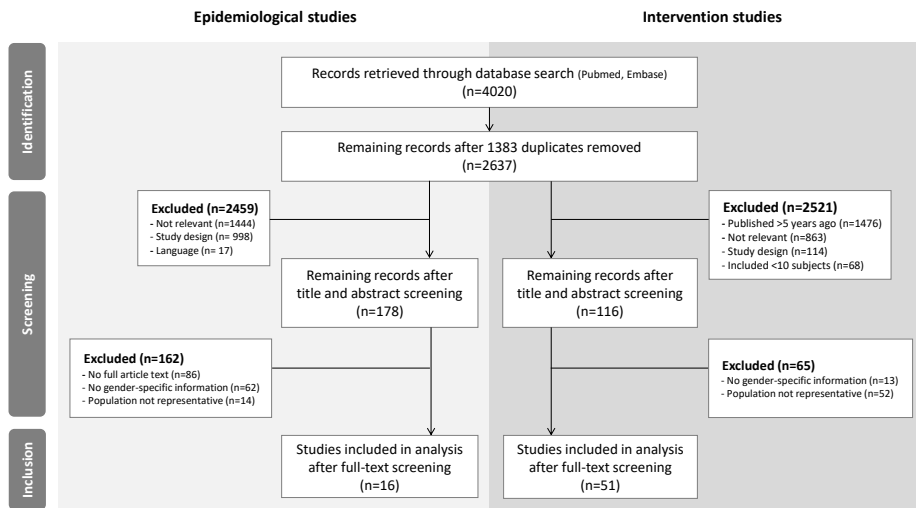 Epidemiological studies
Intervention studies
Identification
Records retrieved through database search (Pubmed, Embase)
(n=4020)
Remaining records after 1383 duplicates removed
(n=2637)
Screening
Excluded (n=2459)
- Not relevant (n=1444)
- Study design (n= 998)
- Language (n= 17)
Excluded (n=2521)
- Published >5 years ago (n=1476)
- Not relevant (n=863)
- Study design (n=114)
- Included <10 subjects (n=68)
Remaining records after
title and abstract screening
(n=178)
Remaining records after
title and abstract screening
(n=116)
Excluded (n=162)
- No full article text (n=86)
- No gender-specific information (n=62)
- Population not representative (n=14)
Excluded (n=65)
- No gender-specific information (n=13)
- Population not representative (n=52)
Inclusion
Studies included in analysis
after full-text screening
(n=16)
Studies included in analysis
after full-text screening
(n=51)